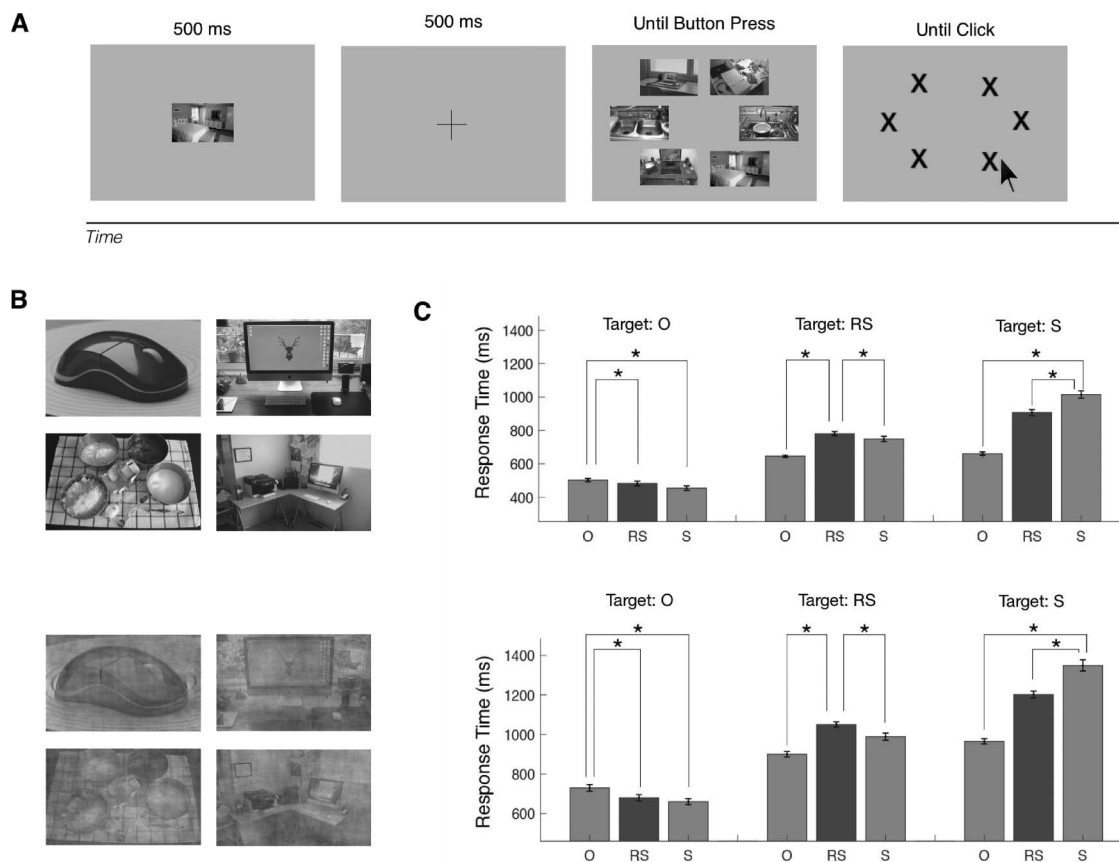 A
500 ms
500 ms
Until Button Press
Until Click
X X
X X
X X
Time
B
C
Response Time (ms)
1400
1200
1000
800
600
400
Target: O
* 
*
O RS S
Target: RS
* *
O RS S
Target: S
*
*
O RS S
Response Time (ms)
1400
1200
1000
800
600
Target: O
*
*
O RS S
Target: RS
* *
O RS S
Target: S
*
*
O RS S